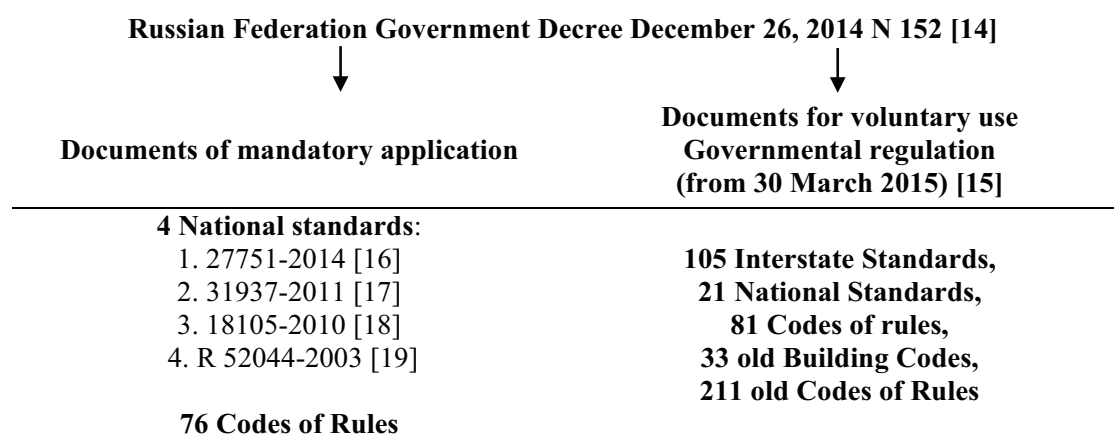 Russian Federation Government Decree December 26, 2014 N 152 [14]
Documents of mandatory application
Documents for voluntary use
Governmental regulation
(from 30 March 2015) [15]
4 National standards:
1. 27751-2014 [16]
2. 31937-2011 [17]
3. 18105-2010 [18]
4. R 52044-2003 [19]
76 Codes of Rules
105 Interstate Standards,
21 National Standards,
81 Codes of rules,
33 old Building Codes,
211 old Codes of Rules